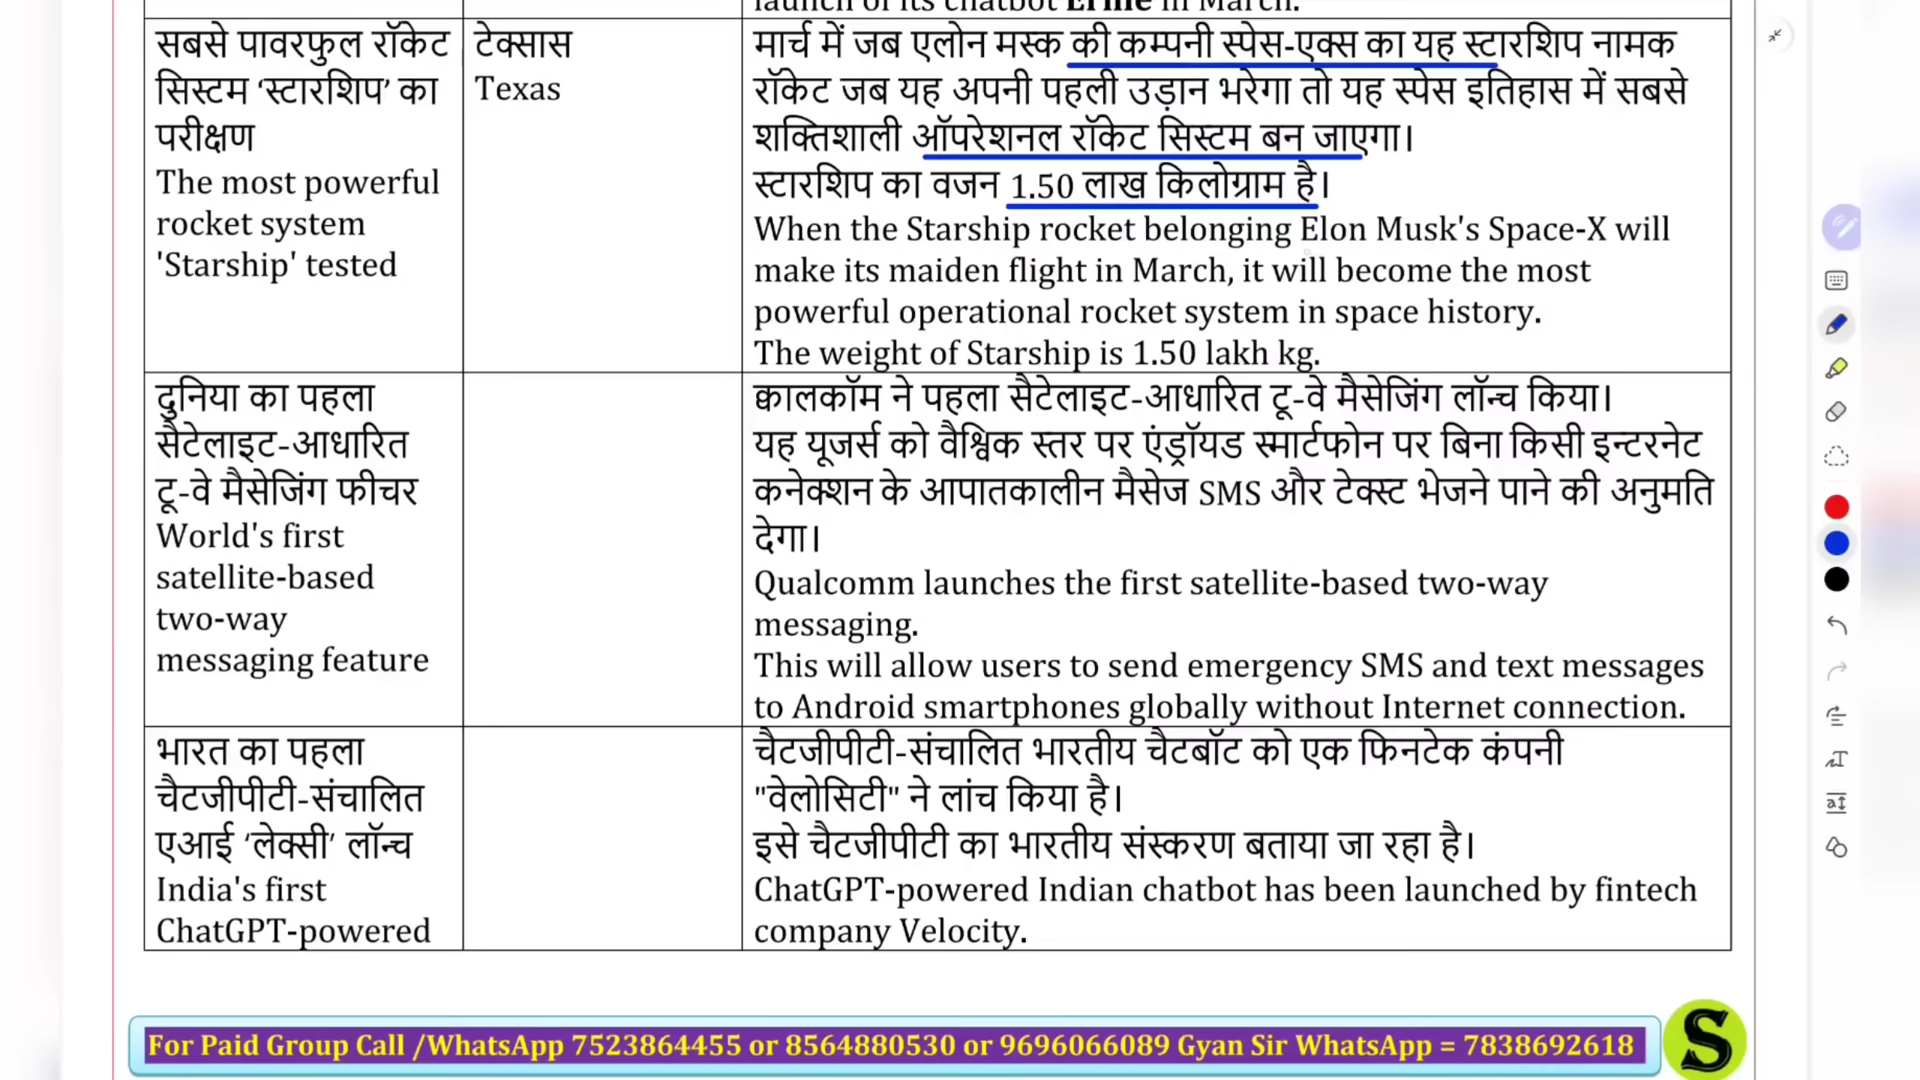 launch of its chatbot Ernie in March.
सबसे पावरफुल रॉकेट
सिस्टम ‘स्टारशिप’ का
परीक्षण
The most powerful
rocket system
'Starship' tested
टेक्सास
Texas
मार्च में जब एलोन मस्क की कम्पनी स्पेस-एक्स का यह स्टारशिप नामक
रॉकेट जब यह अपनी पहली उड़ान भरेगा तो यह स्पेस इतिहास में सबसे
शक्तिशाली ऑपरेशनल रॉकेट सिस्टम बन जाएगा।
स्टारशिप का वजन 1.50 लाख किलोग्राम है।
When the Starship rocket belonging Elon Musk's Space-X will
make its maiden flight in March, it will become the most
powerful operational rocket system in space history.
The weight of Starship is 1.50 lakh kg.
दुनिया का पहला
सैटेलाइट-आधारित
टू-वे मैसेजिंग फीचर
World's first
satellite-based
two-way
messaging feature
क्वालकॉम ने पहला सैटेलाइट-आधारित टू-वे मैसेजिंग लॉन्च किया।
यह यूजर्स को वैश्विक स्तर पर एंड्रॉयड स्मार्टफोन पर बिना किसी इन्टरनेट
कनेक्शन के आपातकालीन मैसेज SMS और टेक्स्ट भेजने पाने की अनुमति
देगा।
Qualcomm launches the first satellite-based two-way
messaging.
This will allow users to send emergency SMS and text messages
to Android smartphones globally without Internet connection.
भारत का पहला
चैटजीपीटी-संचालित
एआई ‘लेक्सी’ लॉन्च
India's first
ChatGPT-powered
चैटजीपीटी-संचालित भारतीय चैटबॉट को एक फिनटेक कंपनी
"वेलोसिटी" ने लांच किया है।
इसे चैटजीपीटी का भारतीय संस्करण बताया जा रहा है।
ChatGPT-powered Indian chatbot has been launched by fintech
company Velocity.
For Paid Group Call /WhatsApp 7523864455 or 8564880530 or 9696066089 Gyan Sir WhatsApp = 7838692618
S